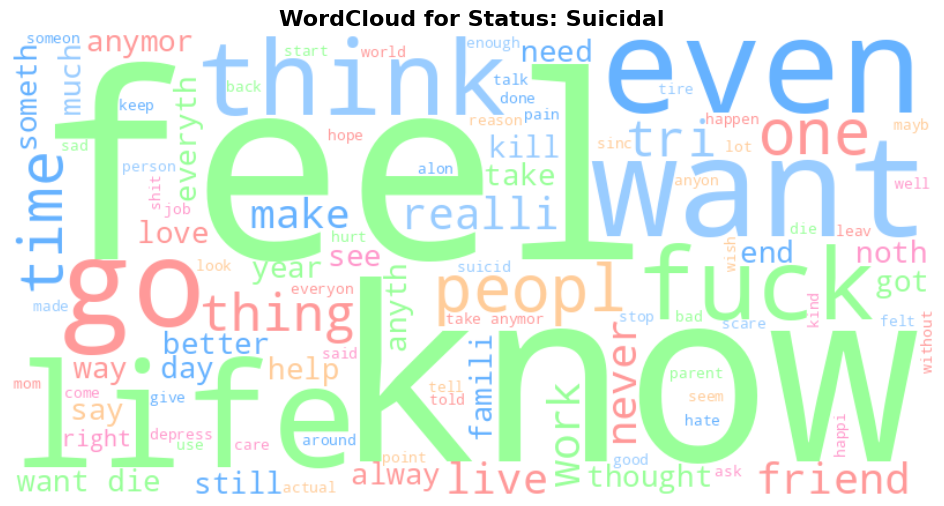 WordCloud for Status: Suicidal
someon
anymor
start
world
enough
need
even
someth
much
think
back
talk
tire
keep
everyth
done
pain
feel
reason
happen
one
mayb
sad
hope
kill
tri
sinc
lot
time
person
alon
take
want
anyon
well
shit
job
make
realli
die
leav
love
hurt
see
fuck
wish
end
noth
go
look
year
anyth
suicid
peopl
got
made
thing
everyon
take anymor
stop
bad
scare
kind
felt
without
better
said
famili
never
know
way
day
help
life
mom
come
give
tell
told
parent
seem
say
work
hate
right
depress
use
care
around
happi
point
good
want die
still
actual
alway
live
thought
ask
friend